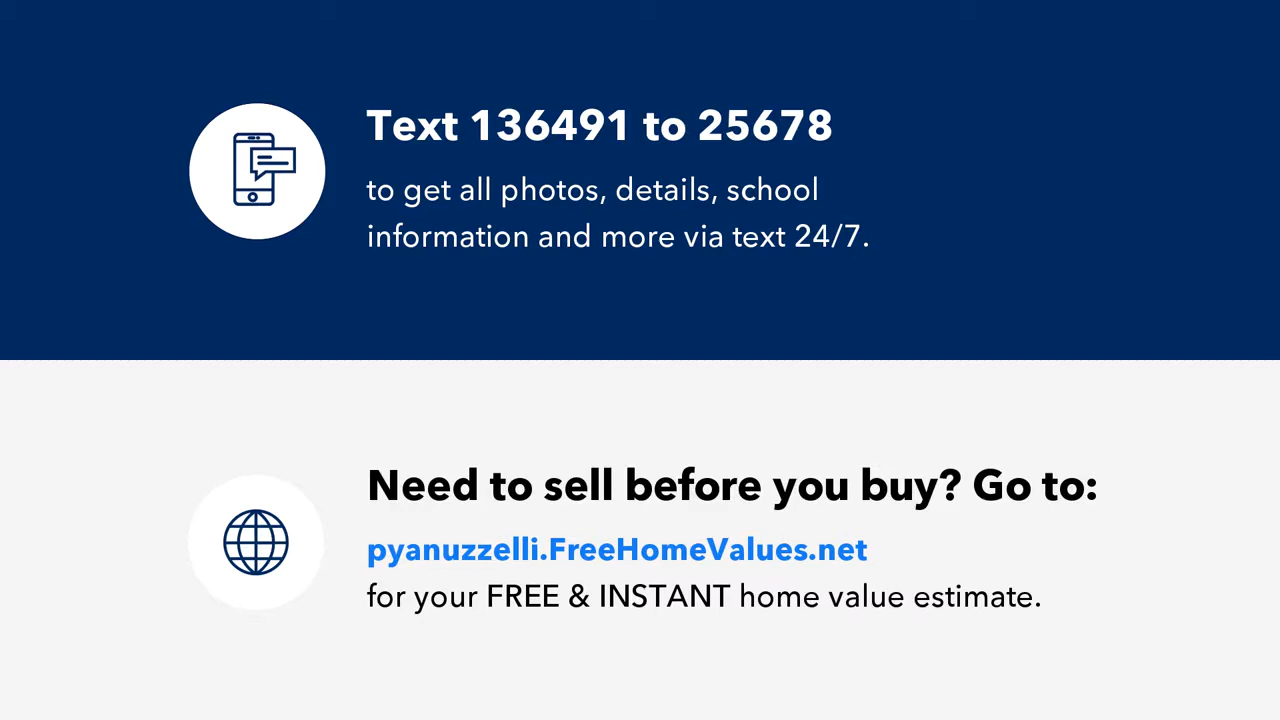 Text 136491 to 25678
to get all photos, details, school
information and more via text 24/7.
Need to sell before you buy? Go to:
pyanuzzelli.FreeHomeValues.net
for your FREE & INSTANT home value estimate.